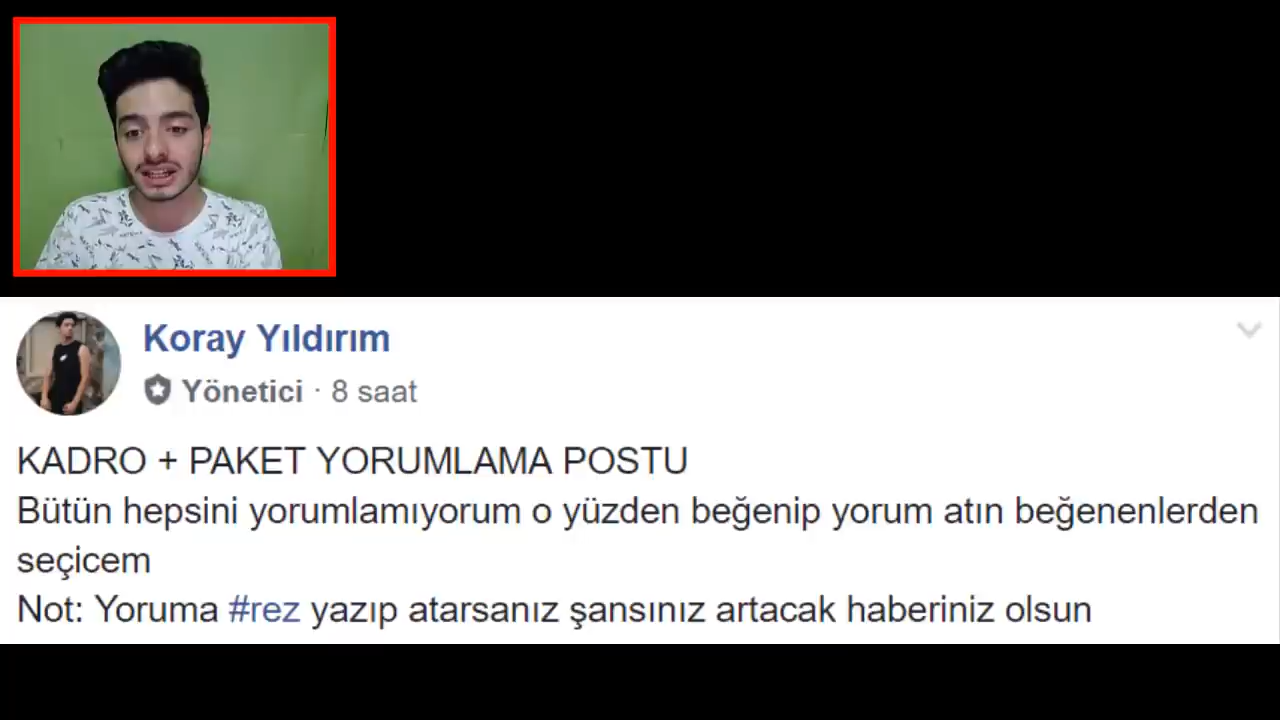 Koray Yıldırım
Yönetici · 8 saat
KADRO + PAKET YORUMLAMA POSTU
Bütün hepsini yorumlamıyorum o yüzden beğenip yorum atın beğenenlerden
seçicem
Not: Yoruma #rez yazıp atarsanız şansınız artacak haberiniz olsun